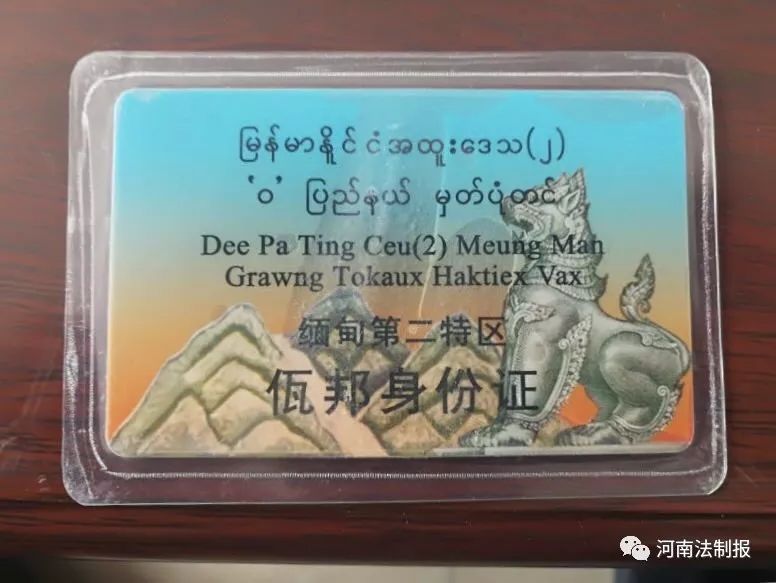 မြန်မာနိူင်ငံအထူးဒေသ(၂)
'ဝ' ပြည်နယ် မှတ်ပုံတင်
Dee Pa Ting Ceu(2) Meung Man
Grawng Tokaux Haktiex Vax
缅甸第二特区
佤邦身份证
河南法制报